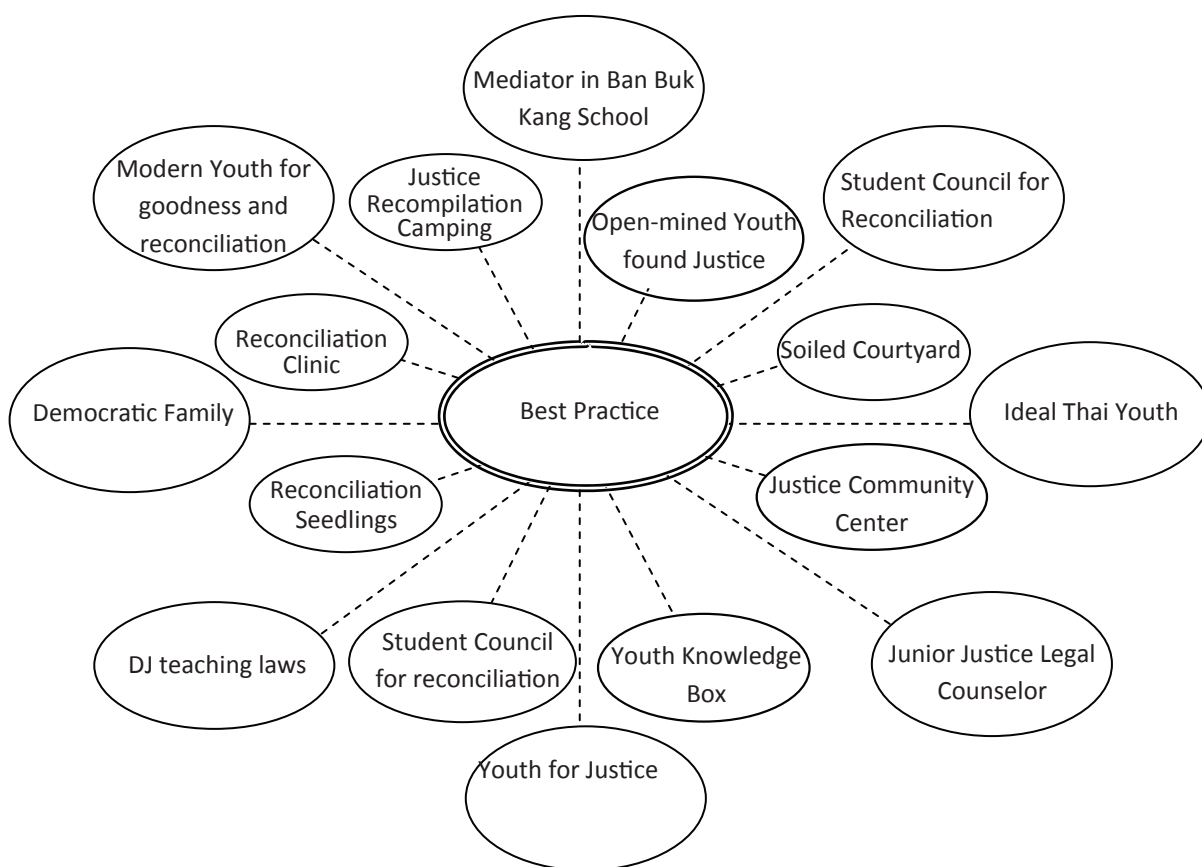 Mediator in Ban Buk
Kang School
Modern Youth for
goodness and
reconciliation
Justice
Recompilation
Camping
Open-mined Youth
found Justice
Student Council for
Reconciliation
Reconciliation
Clinic
Soiled Courtyard
Democratic Family
Best Practice
Ideal Thai Youth
Reconciliation
Seedlings
Justice Community
Center
DJ teaching laws
Student Council
for reconciliation
Youth Knowledge
Box
Junior Justice Legal
Counselor
Youth for Justice